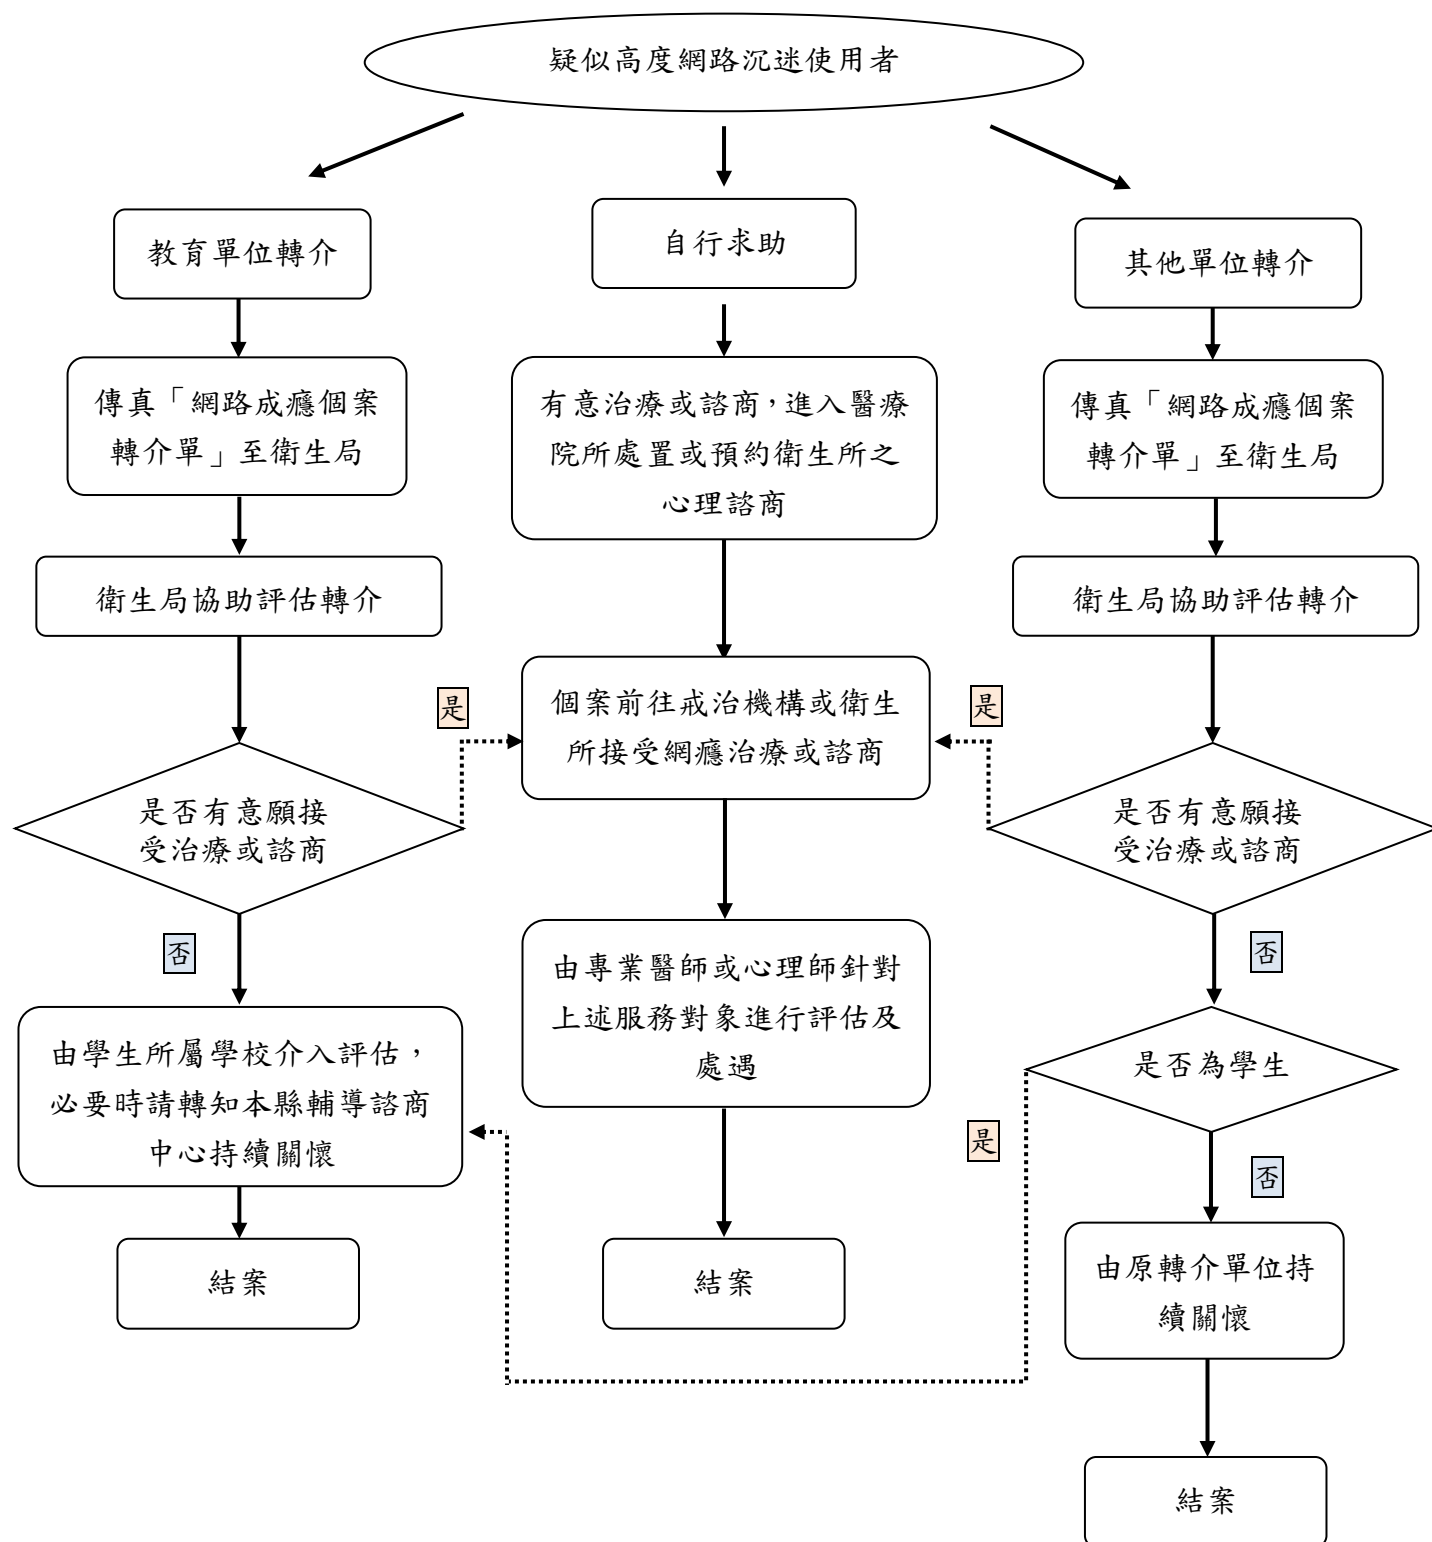 疑似高度網路沉迷使用者
教育單位轉介
自行求助
其他單位轉介
傳真「網路成癮個案
轉介單」至衛生局
有意治療或諮商,進入醫療
院所處置或預約衛生所之
心理諮商
傳真「網路成癮個案
轉介單」至衛生局
衛生局協助評估轉介
衛生局協助評估轉介
是
個案前往戒治機構或衛生
所接受網癮治療或諮商
是
是否有意願接
受治療或諮商
是否有意願接
受治療或諮商
否
由專業醫師或心理師針對
上述服務對象進行評估及
處遇
否
由學生所屬學校介入評估,
必要時請轉知本縣輔導諮商
中心持續關懷
是否為學生
是
否
結案
結案
由原轉介單位持
續關懷
結案